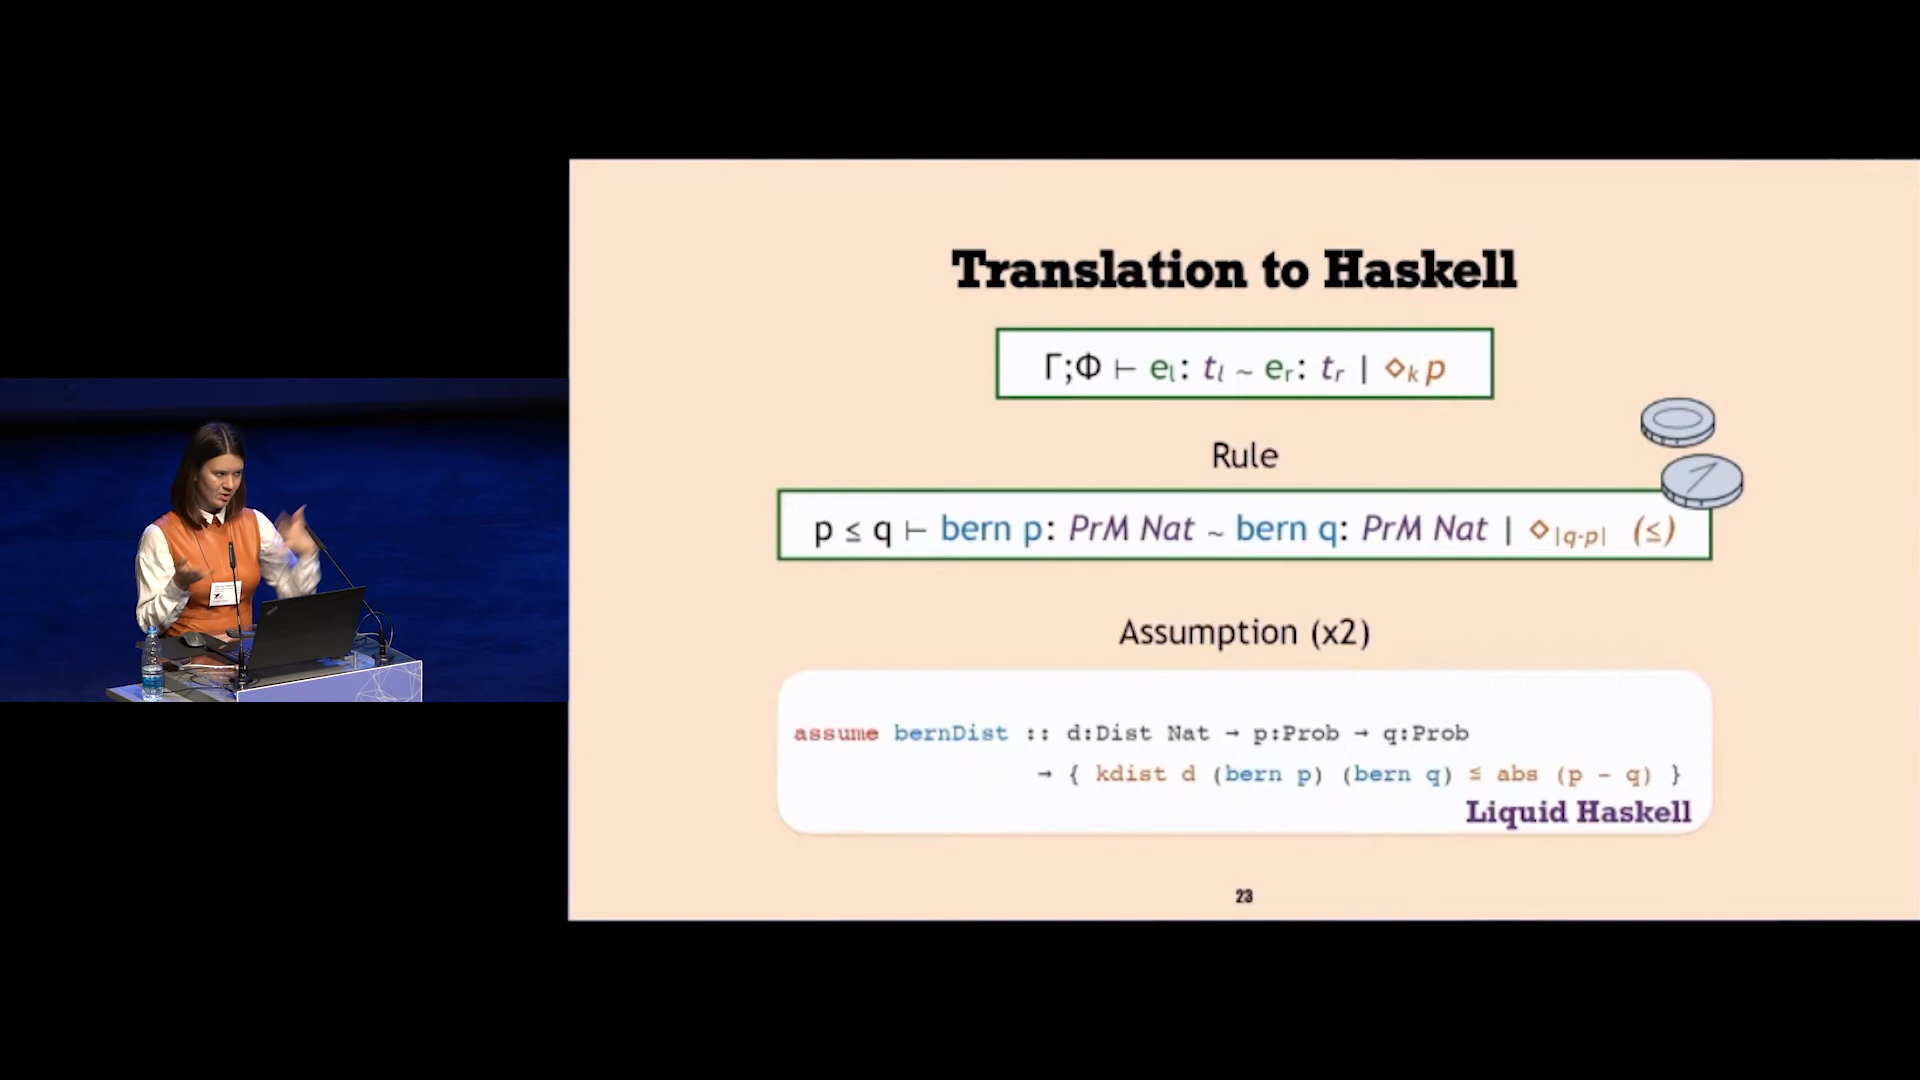 Translation to Haskell
Γ;Φ ⊢ eₗ: tₗ ~ eᵣ: tᵣ | ⋄ₖ p
Rule
p ≤ q ⊢ bern p: PrM Nat ~ bern q: PrM Nat | ⋄|q-p| (≤)
Assumption (x2)
assume bernDist :: d:Dist Nat → p:Prob → q:Prob
→ { kdist d (bern p) (bern q) ≤ abs (p - q) }
Liquid Haskell
23